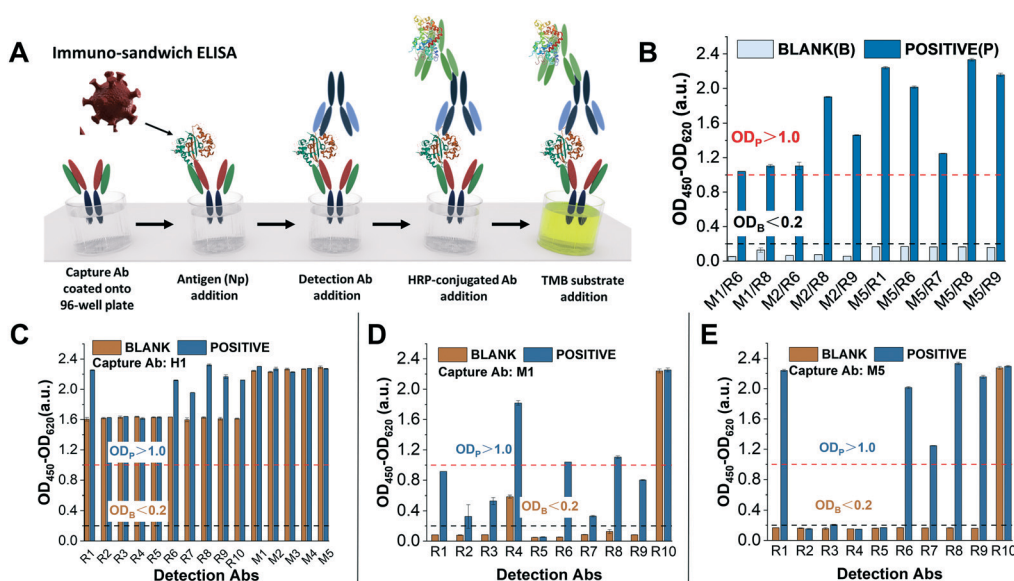 A
Immuno-sandwich ELISA
Capture Ab
coated onto
96-well plate
Antigen (Np)
addition
Detection Ab
addition
HRP-conjugated Ab
addition
TMB substrate
addition
B
BLANK(B) POSITIVE(P)
OD450-OD620 (a.u.)
2.4
2.0
1.6
1.2
0.8
0.4
0.0
ODP>1.0
ODB<0.2
M1/R6 M1/R8 M2/R6 M2/R8 M2/R9 M5/R1 M5/R6 M5/R7 M5/R8 M5/R9
C
BLANK POSITIVE
Capture Ab: H1
OD450-OD620(a.u.)
2.4
2.0
1.6
1.2
0.8
0.4
0.0
ODP>1.0
ODB<0.2
R1 R2 R3 R4 R5 R6 R7 R8 R9 R10 M1 M2 M3 M4 M5
Detection Abs
D
BLANK POSITIVE
Capture Ab: M1
OD450-OD620 (a.u.)
2.4
2.0
1.6
1.2
0.8
0.4
0.0
ODP>1.0
ODB<0.2
R1 R2 R3 R4 R5 R6 R7 R8 R9 R10
Detection Abs
E
BLANK POSITIVE
Capture Ab: M5
OD450-OD620 (a.u.)
2.4
2.0
1.6
1.2
0.8
0.4
0.0
ODP>1.0
ODB<0.2
R1 R2 R3 R4 R5 R6 R7 R8 R9 R10
Detection Abs